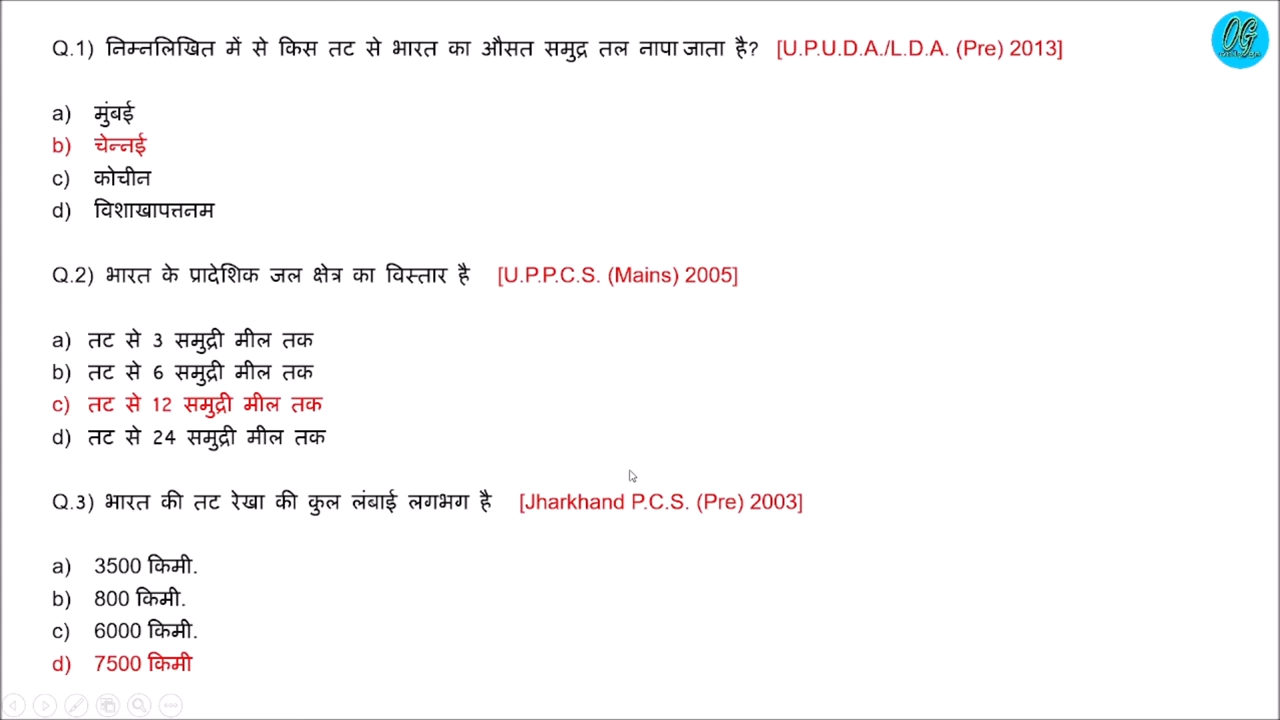 Q.1) निम्नलिखित में से किस तट से भारत का औसत समुद्र तल नापा जाता है? [U.P.U.D.A./L.D.A. (Pre) 2013]
OG
a) मुंबई
b) चेन्नई
c) कोचीन
d) विशाखापत्तनम
Q.2) भारत के प्रादेशिक जल क्षेत्र का विस्तार है [U.P.P.C.S. (Mains) 2005]
a) तट से 3 समुद्री मील तक
b) तट से 6 समुद्री मील तक
c) तट से 12 समुद्री मील तक
d) तट से 24 समुद्री मील तक
Q.3) भारत की तट रेखा की कुल लंबाई लगभग है [Jharkhand P.C.S. (Pre) 2003]
a) 3500 किमी.
b) 800 किमी.
c) 6000 किमी.
d) 7500 किमी